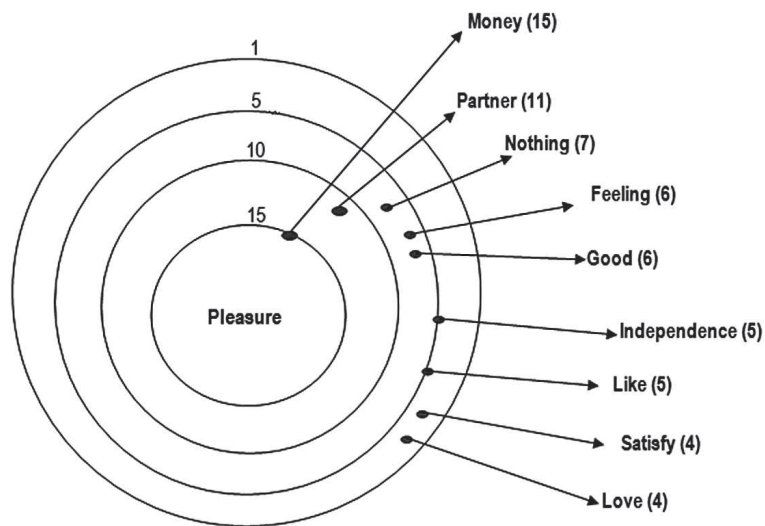 Money (15)
1
Partner (11)
5
Nothing (7)
10
Feeling (6)
15
Good (6)
Pleasure
Independence (5)
Like (5)
Satisfy (4)
Love (4)